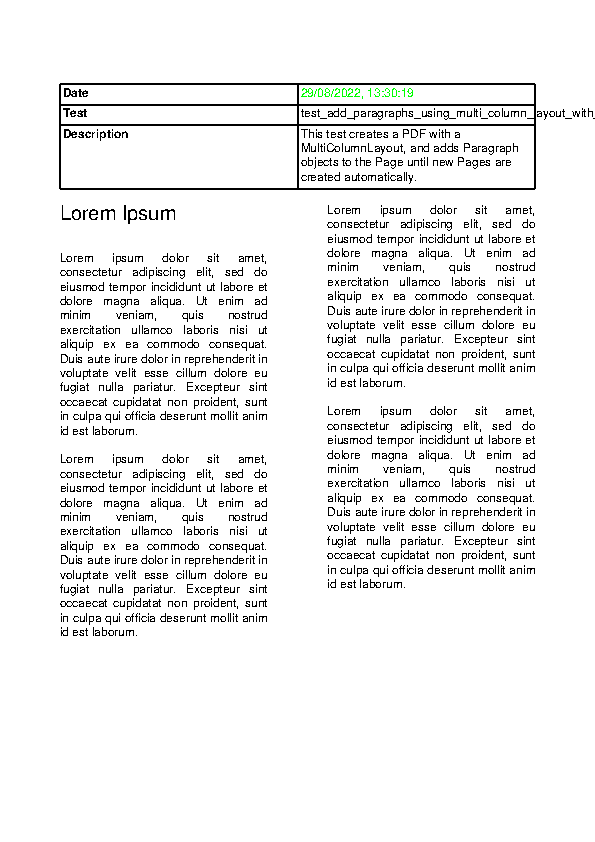 Date 29/08/2022, 13:30:19
Test test_add_paragraphs_using_multi_column_layout_with_
Description This test creates a PDF with a
MultiColumnLayout, and adds Paragraph
objects to the Page until new Pages are
created automatically.
Lorem Ipsum
Lorem ipsum dolor sit amet,
consectetur adipiscing elit, sed do
eiusmod tempor incididunt ut labore et
dolore magna aliqua. Ut enim ad
minim veniam, quis nostrud
exercitation ullamco laboris nisi ut
aliquip ex ea commodo consequat.
Duis aute irure dolor in reprehenderit in
voluptate velit esse cillum dolore eu
fugiat nulla pariatur. Excepteur sint
occaecat cupidatat non proident, sunt
in culpa qui officia deserunt mollit anim
id est laborum.
Lorem ipsum dolor sit amet,
consectetur adipiscing elit, sed do
eiusmod tempor incididunt ut labore et
dolore magna aliqua. Ut enim ad
minim veniam, quis nostrud
exercitation ullamco laboris nisi ut
aliquip ex ea commodo consequat.
Duis aute irure dolor in reprehenderit in
voluptate velit esse cillum dolore eu
fugiat nulla pariatur. Excepteur sint
occaecat cupidatat non proident, sunt
in culpa qui officia deserunt mollit anim
id est laborum.
Lorem ipsum dolor sit amet,
consectetur adipiscing elit, sed do
eiusmod tempor incididunt ut labore et
dolore magna aliqua. Ut enim ad
minim veniam, quis nostrud
exercitation ullamco laboris nisi ut
aliquip ex ea commodo consequat.
Duis aute irure dolor in reprehenderit in
voluptate velit esse cillum dolore eu
fugiat nulla pariatur. Excepteur sint
occaecat cupidatat non proident, sunt
in culpa qui officia deserunt mollit anim
id est laborum.
Lorem ipsum dolor sit amet,
consectetur adipiscing elit, sed do
eiusmod tempor incididunt ut labore et
dolore magna aliqua. Ut enim ad
minim veniam, quis nostrud
exercitation ullamco laboris nisi ut
aliquip ex ea commodo consequat.
Duis aute irure dolor in reprehenderit in
voluptate velit esse cillum dolore eu
fugiat nulla pariatur. Excepteur sint
occaecat cupidatat non proident, sunt
in culpa qui officia deserunt mollit anim
id est laborum.